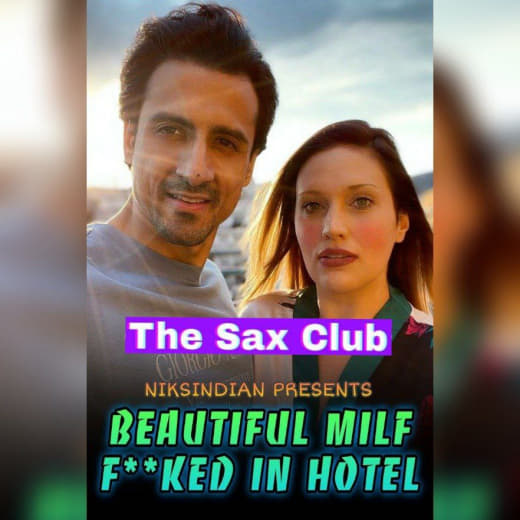 The Sax Club
NIKSINDIAN PRESENTS
BEAUTIFUL MILF
F**KED IN HOTEL